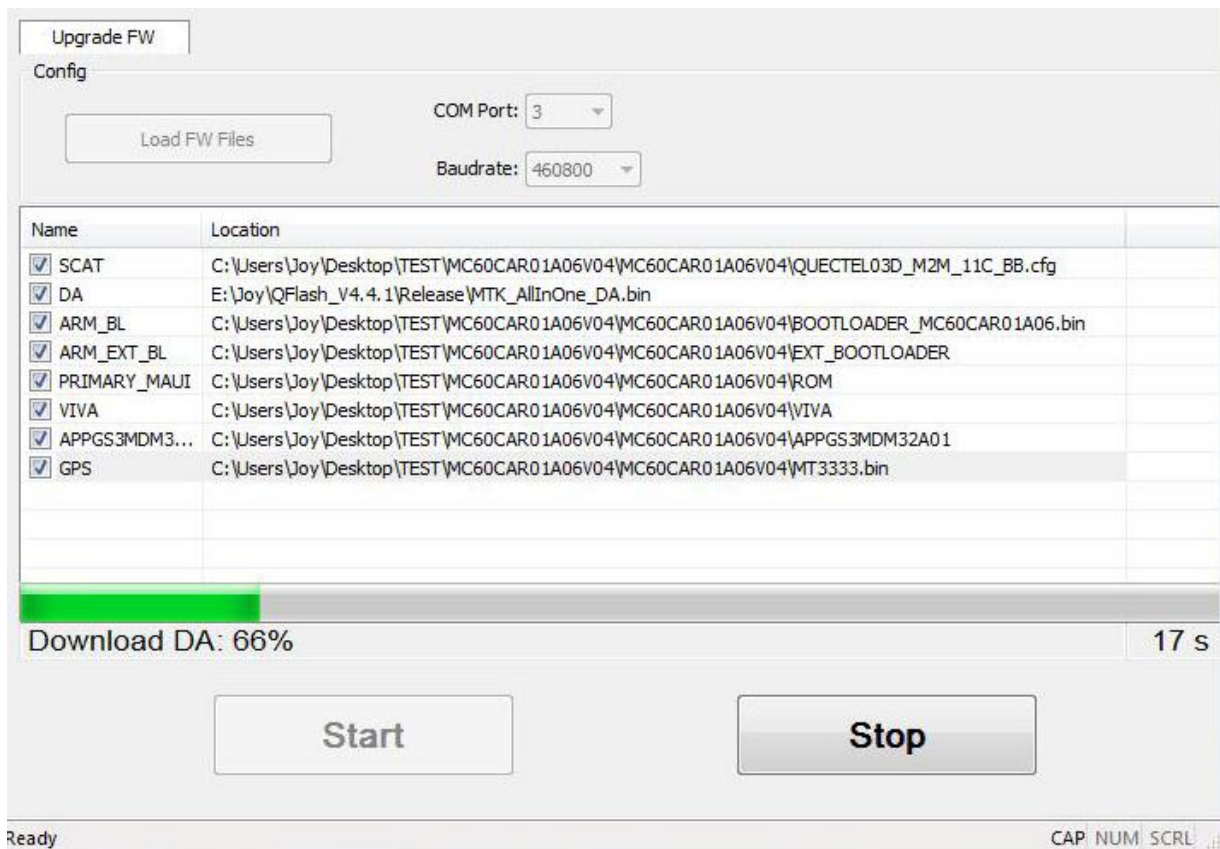 Upgrade FW
Config
Load FW Files
COM Port: 3
Baudrate: 460800
Name Location
SCAT C:\Users\Joy\Desktop\TEST\MC60CAR01A06V04\MC60CAR01A06V04\QUECTEL03D_M2M_11C_BB.cfg
DA E:\Joy\QFlash_V4.4.1\Release\MTK_AllInOne_DA.bin
ARM_BL C:\Users\Joy\Desktop\TEST\MC60CAR01A06V04\MC60CAR01A06V04\BOOTLOADER_MC60CAR01A06.bin
ARM_EXT_BL C:\Users\Joy\Desktop\TEST\MC60CAR01A06V04\MC60CAR01A06V04\EXT_BOOTLOADER
PRIMARY_MAUI C:\Users\Joy\Desktop\TEST\MC60CAR01A06V04\MC60CAR01A06V04\ROM
VIVA C:\Users\Joy\Desktop\TEST\MC60CAR01A06V04\MC60CAR01A06V04\VIVA
APPGS3MDM3... C:\Users\Joy\Desktop\TEST\MC60CAR01A06V04\MC60CAR01A06V04\APPGS3MDM32A01
GPS C:\Users\Joy\Desktop\TEST\MC60CAR01A06V04\MC60CAR01A06V04\MT3333.bin
Download DA: 66% 17 s
Start Stop
Ready CAP NUM SCRL